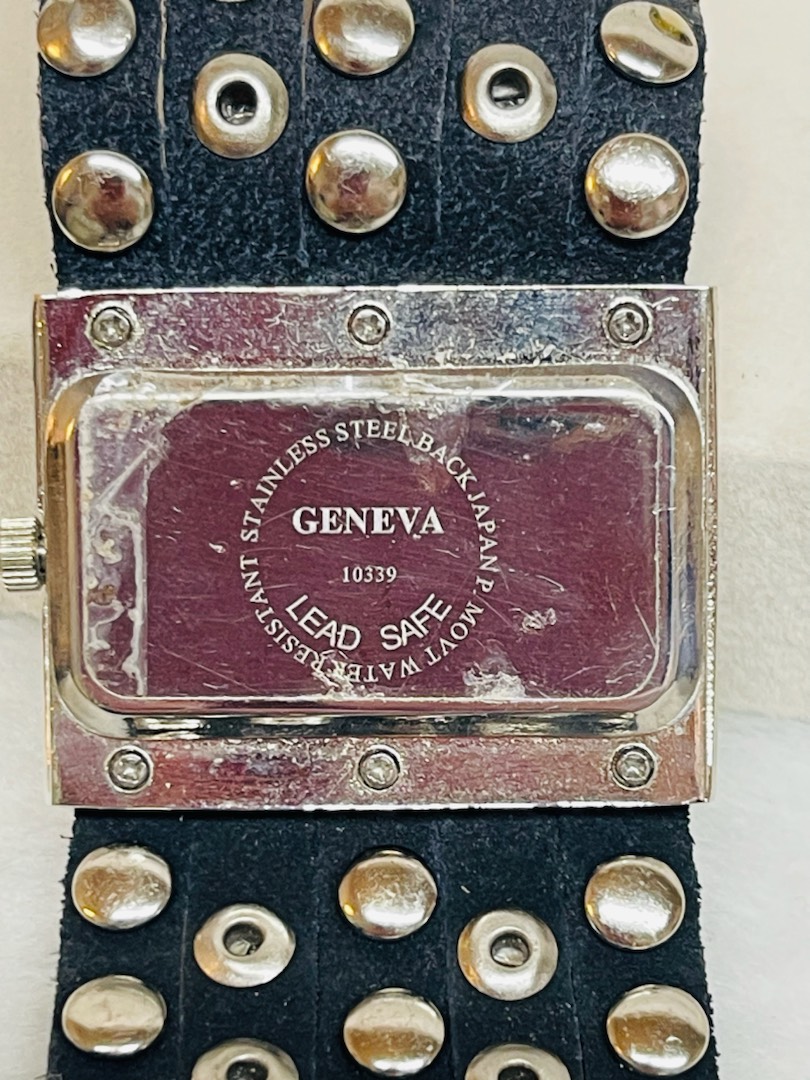 STAINLESS STEEL BACK JAPAN P. MOVT WATER RESISTANT
GENEVA
10339
LEAD SAFE